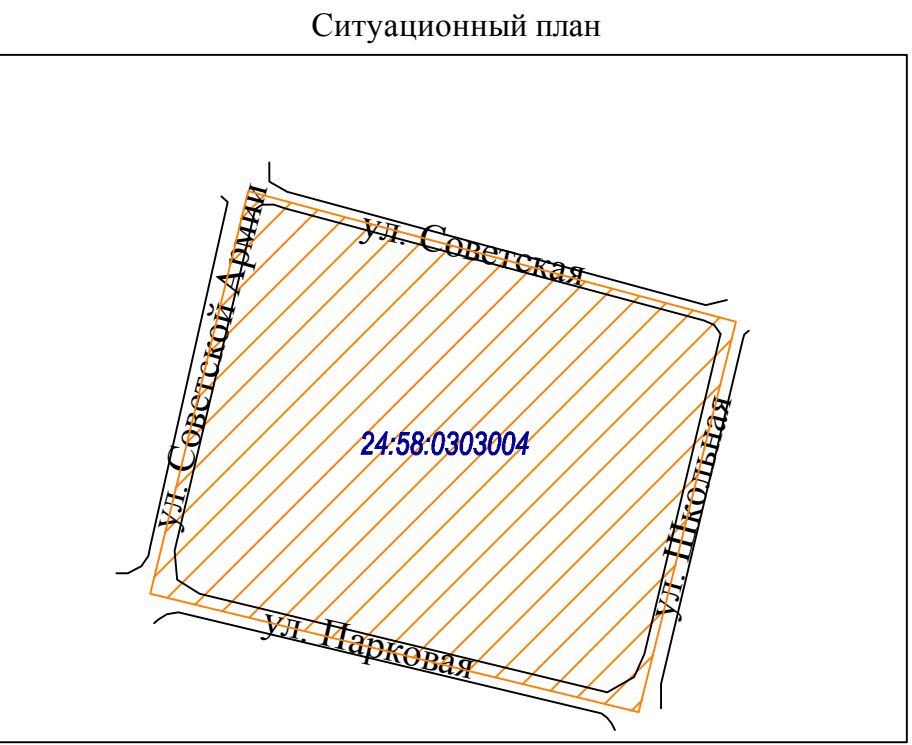 Ситуационный план
ул. Советская
ул. Советской Армии
24:58:0303004
ул. Школьная
ул. Парковая